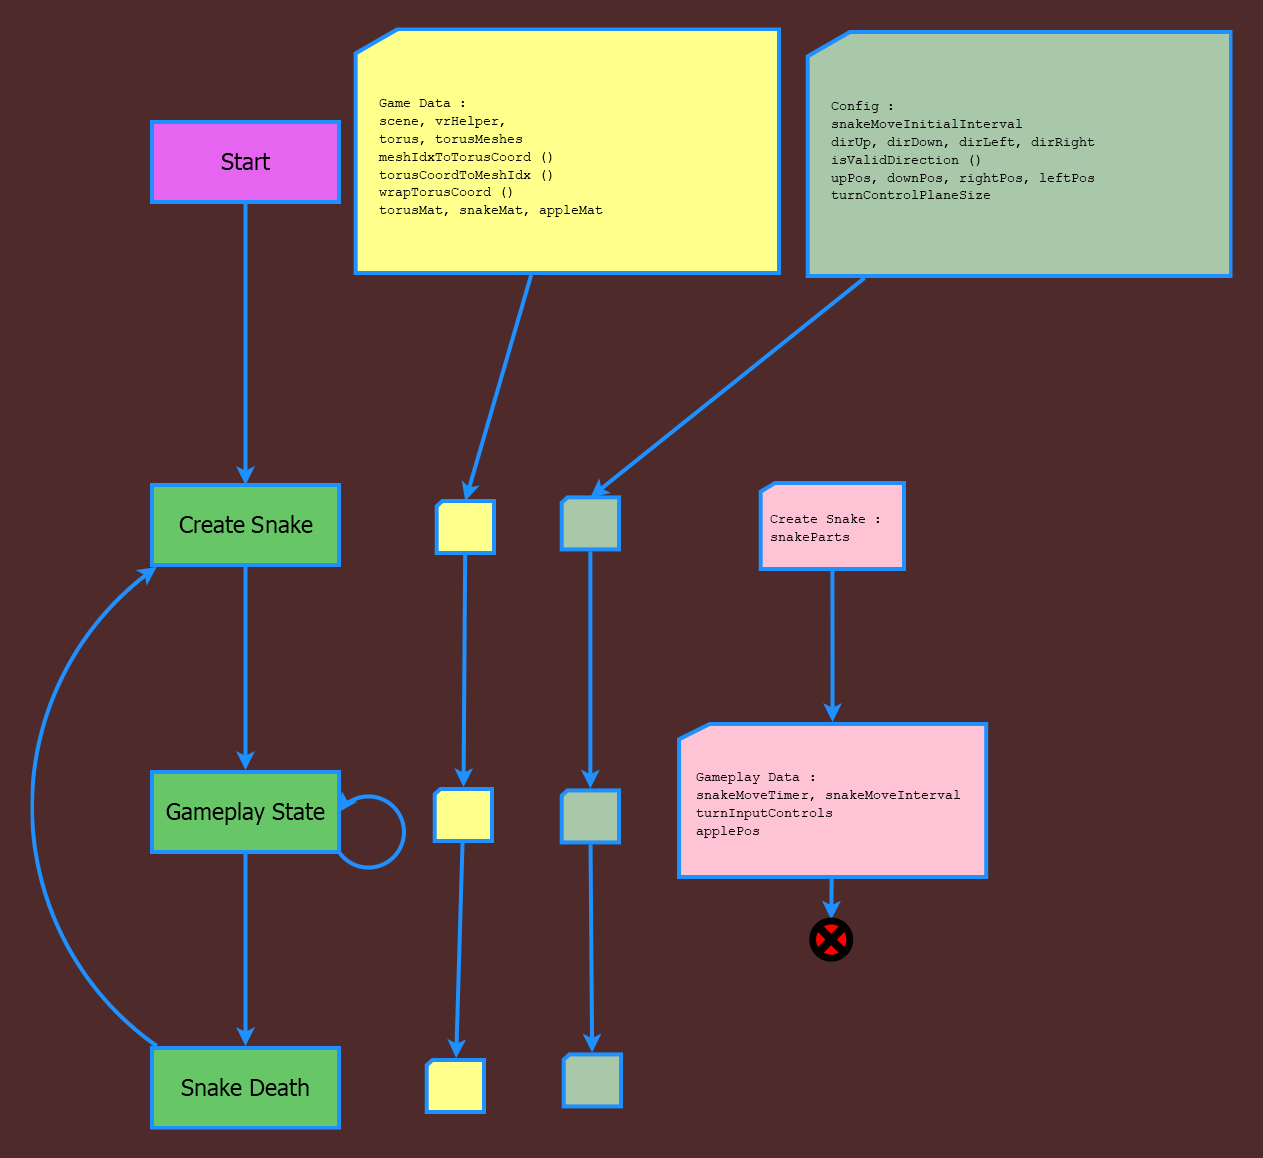 Start
Game Data :
scene, vrHelper,
torus, torusMeshes
meshIdxToTorusCoord ()
torusCoordToMeshIdx ()
wrapTorusCoord ()
torusMat, snakeMat, appleMat
Config :
snakeMoveInitialInterval
dirUp, dirDown, dirLeft, dirRight
isValidDirection ()
upPos, downPos, rightPos, leftPos
turnControlPlaneSize
Create Snake
Create Snake :
snakeParts
Gameplay State
Gameplay Data :
snakeMoveTimer, snakeMoveInterval
turnInputControls
applePos
Snake Death